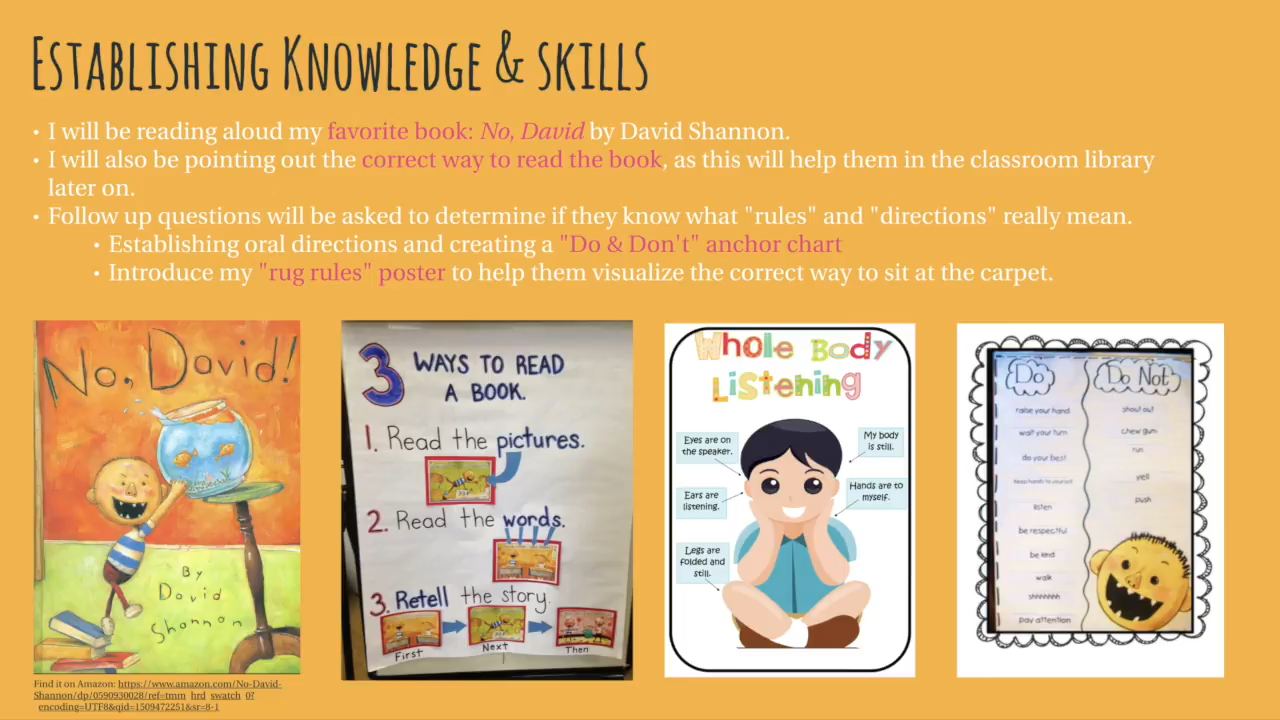 Establishing Knowledge & skills
• I will be reading aloud my favorite book: No, David by David Shannon.
• I will also be pointing out the correct way to read the book, as this will help them in the classroom library
later on.
• Follow up questions will be asked to determine if they know what "rules" and "directions" really mean.
• Establishing oral directions and creating a "Do & Don't" anchor chart
• Introduce my "rug rules" poster to help them visualize the correct way to sit at the carpet.
No, David!
By
David
Shannon
Find it on Amazon: https://www.amazon.com/No-David-
Shannon/dp/0590930028/ref=tmm_hrd_swatch_0?
_encoding=UTF8&qid=1509472251&sr=8-1
3 WAYS TO READ
A BOOK.
1. Read the pictures.
2. Read the words.
3. Retell the story.
First
Next
Then
Whole Body
Listening
Eyes are on
the speaker.
My body
is still.
Ears are
listening.
Hands are to
myself.
Legs are
folded and
still.
Do
Do Not
raise your hand
wait your turn
do your best
keep hands to yourself
listen
be respectful
be kind
walk
shhhhhh
pay attention
shout out
chew gum
run
yell
push